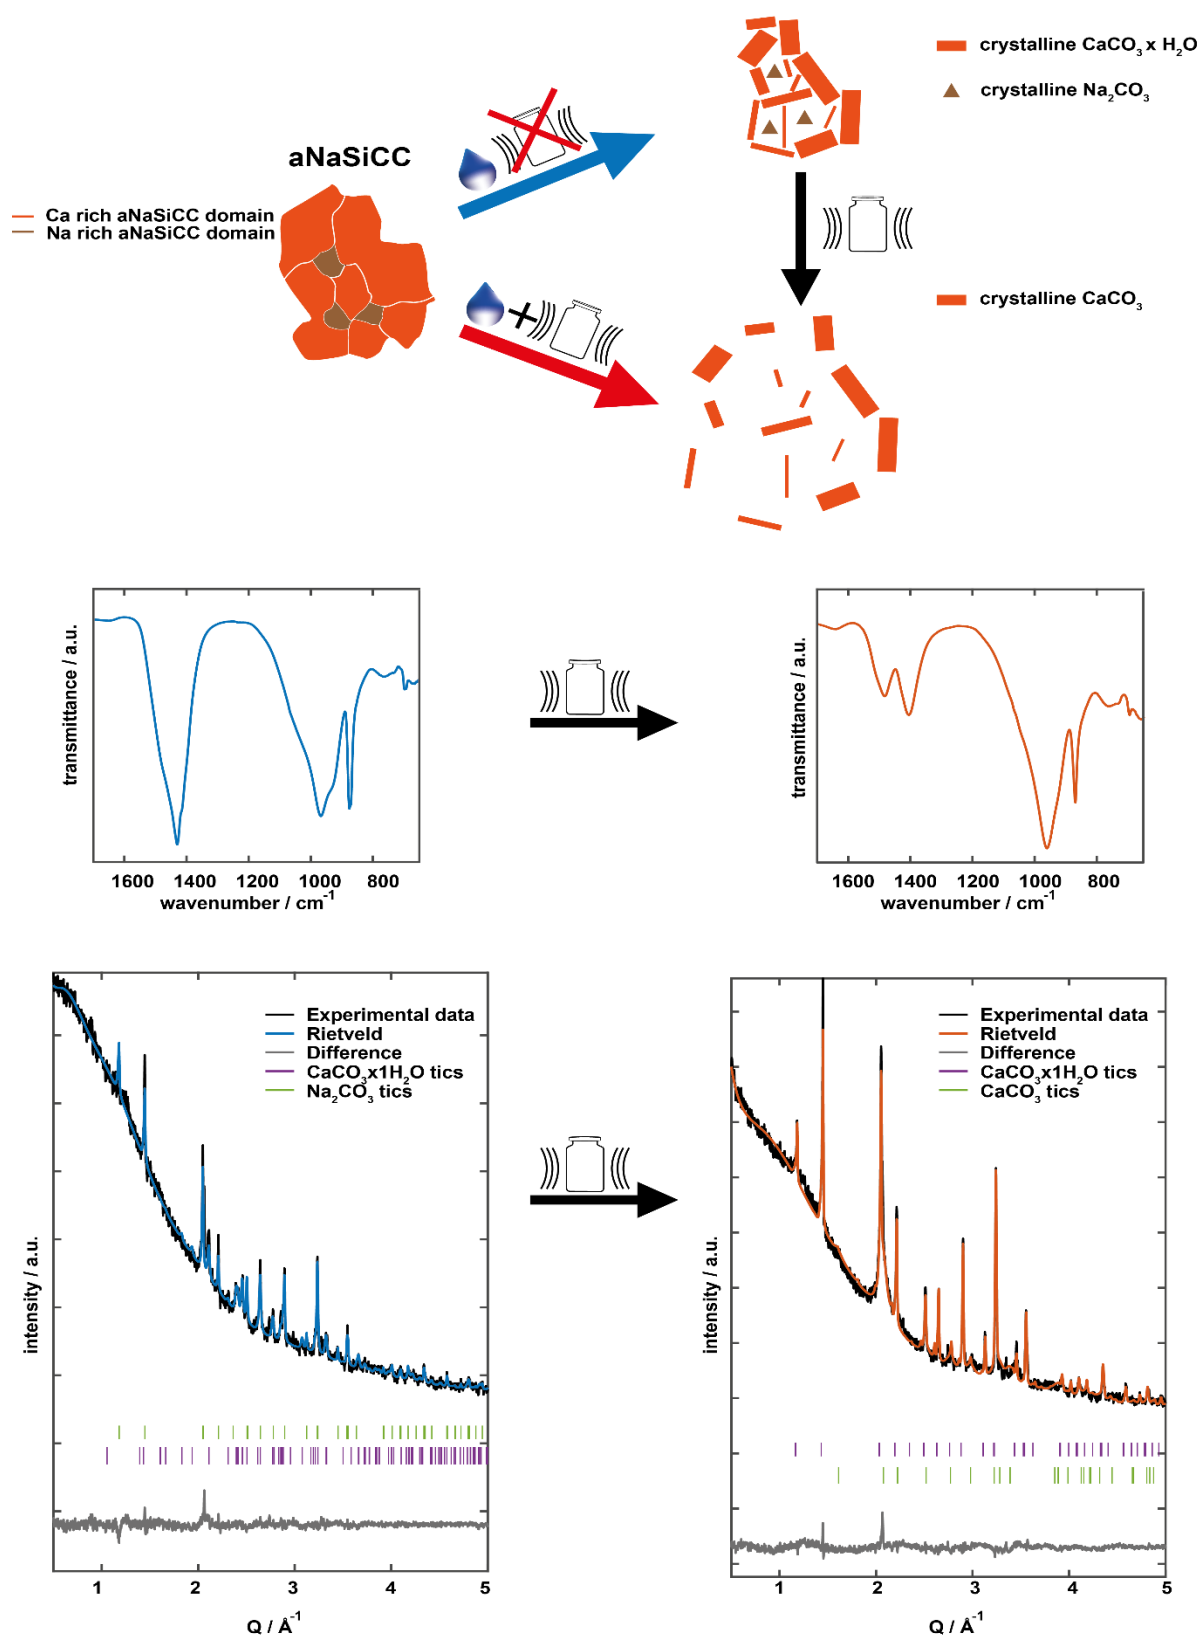 crystalline CaCO₃ x H₂O
crystalline Na₂CO₃
aNaSiCC
Ca rich aNaSiCC domain
Na rich aNaSiCC domain
+
crystalline CaCO₃
transmittance / a.u.
1600 1400 1200 1000 800
wavenumber / cm⁻¹
transmittance / a.u.
1600 1400 1200 1000 800
wavenumber / cm⁻¹
Experimental data
Rietveld
Difference
CaCO₃x1H₂O tics
Na₂CO₃ tics
intensity / a.u.
1 2 3 4 5
Q / Å⁻¹
Experimental data
Rietveld
Difference
CaCO₃x1H₂O tics
CaCO₃ tics
intensity / a.u.
1 2 3 4 5
Q / Å⁻¹